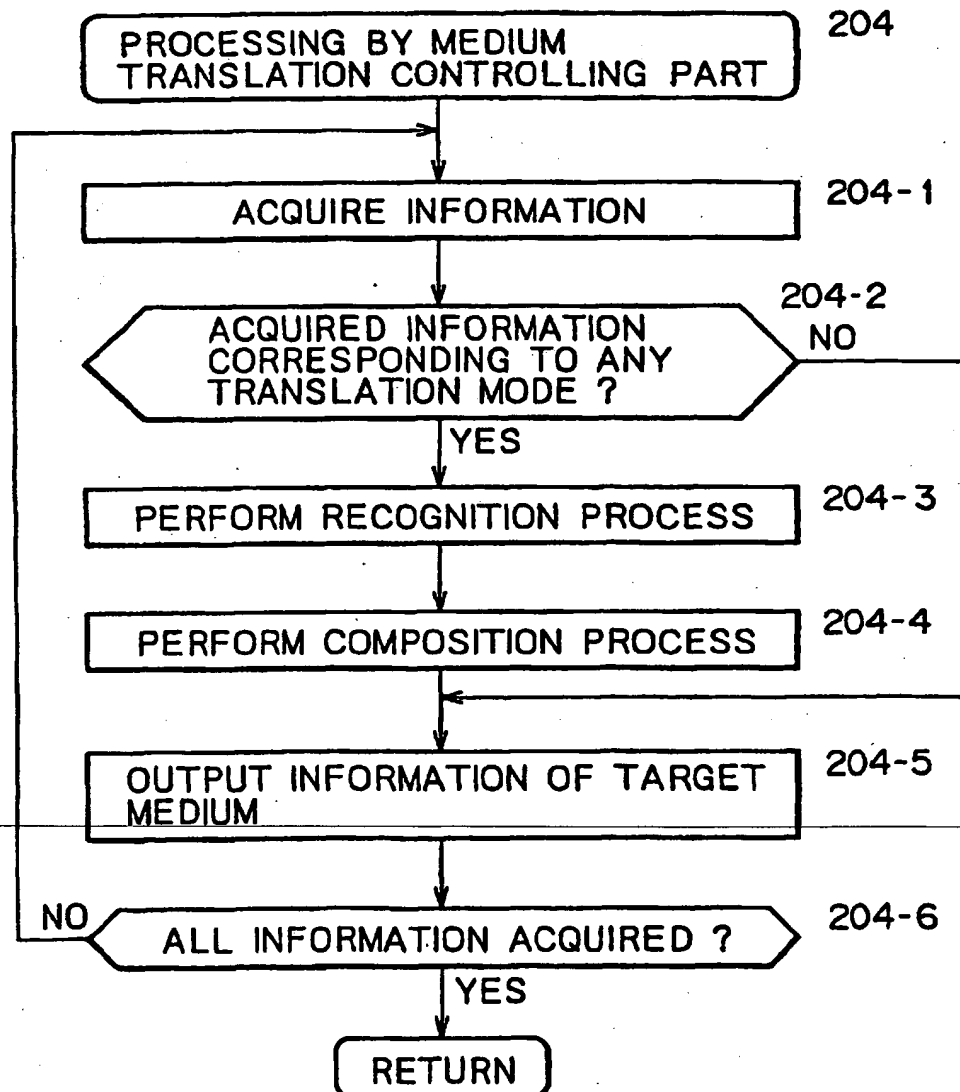 PROCESSING BY MEDIUM
TRANSLATION CONTROLLING PART
204
ACQUIRE INFORMATION
204-1
ACQUIRED INFORMATION
CORRESPONDING TO ANY
TRANSLATION MODE ?
204-2
NO
YES
PERFORM RECOGNITION PROCESS
204-3
PERFORM COMPOSITION PROCESS
204-4
OUTPUT INFORMATION OF TARGET
MEDIUM
204-5
NO
ALL INFORMATION ACQUIRED ?
204-6
YES
RETURN